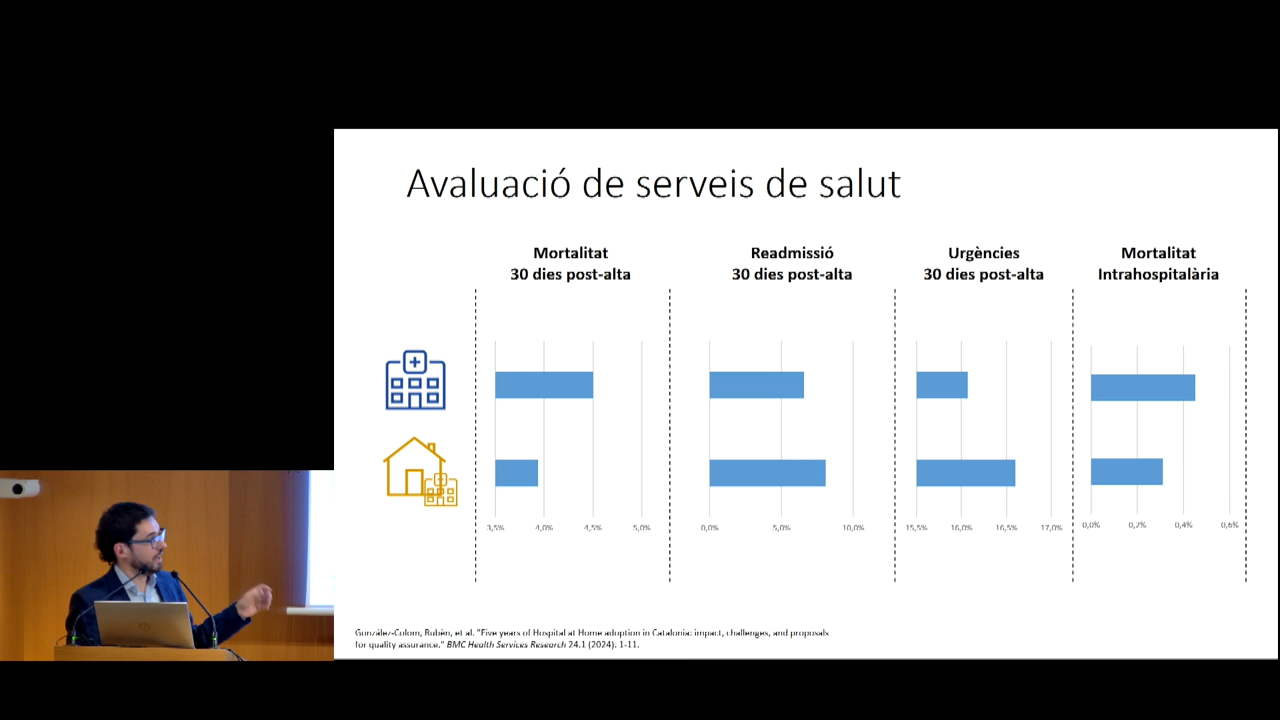 Avaluació de serveis de salut
Mortalitat
30 dies post-alta
Readmissió
30 dies post-alta
Urgències
30 dies post-alta
Mortalitat
Intrahospitalària
3,5% 4,0% 4,5% 5,0%
0,0% 5,0% 10,0%
15,5% 16,0% 16,5% 17,0%
0,0% 0,2% 0,4% 0,6%
González-Colom, Rubèn, et al. "Five years of Hospital at Home adoption in Catalonia: impact, challenges, and proposals
for quality assurance." BMC Health Services Research 24.1 (2024): 1-11.